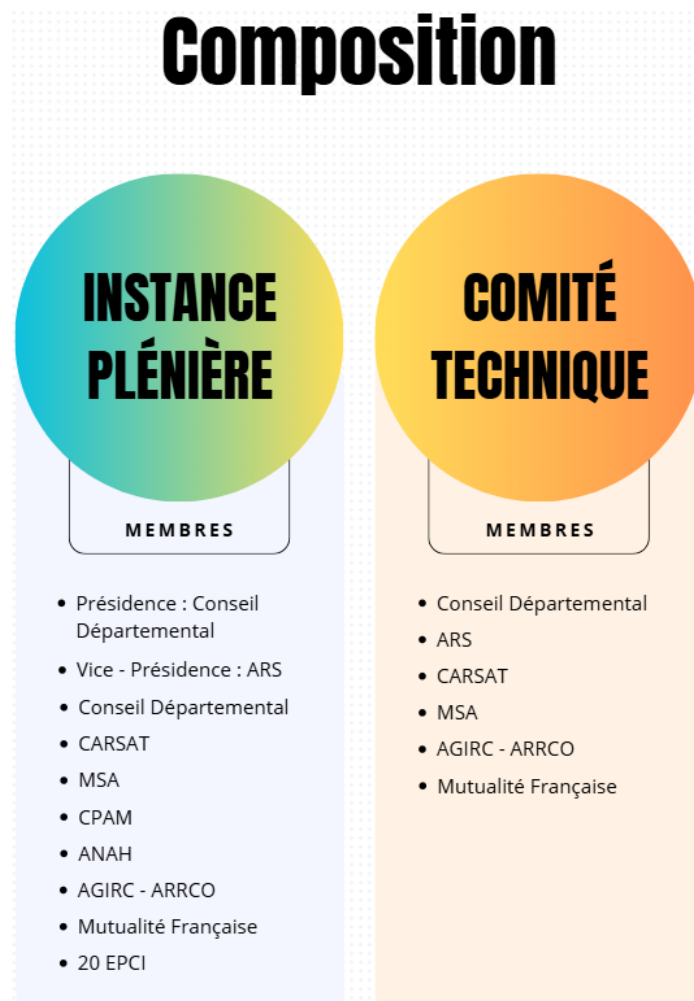 Composition
INSTANCE
PLÉNIÈRE
MEMBRES
• Présidence : Conseil
Départemental
• Vice - Présidence : ARS
• Conseil Départemental
• CARSAT
• MSA
• CPAM
• ANAH
• AGIRC - ARRCO
• Mutualité Française
• 20 EPCI
COMITÉ
TECHNIQUE
MEMBRES
• Conseil Départemental
• ARS
• CARSAT
• MSA
• AGIRC - ARRCO
• Mutualité Française